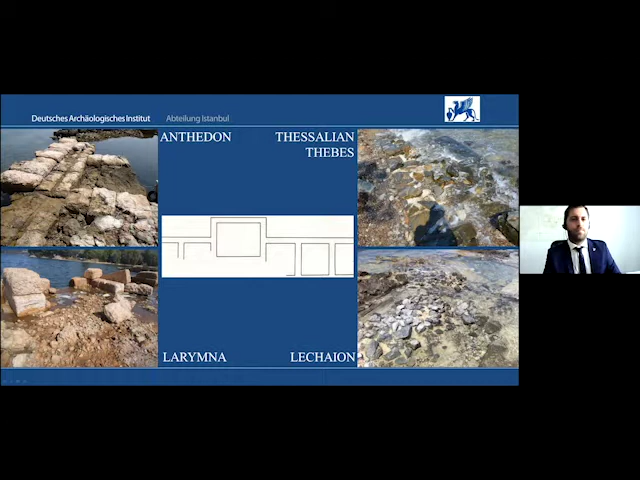 Deutsches Archäologisches Institut Abteilung Istanbul
ANTHEDON
THESSALIAN
THEBES
LARYMNA
LECHAION